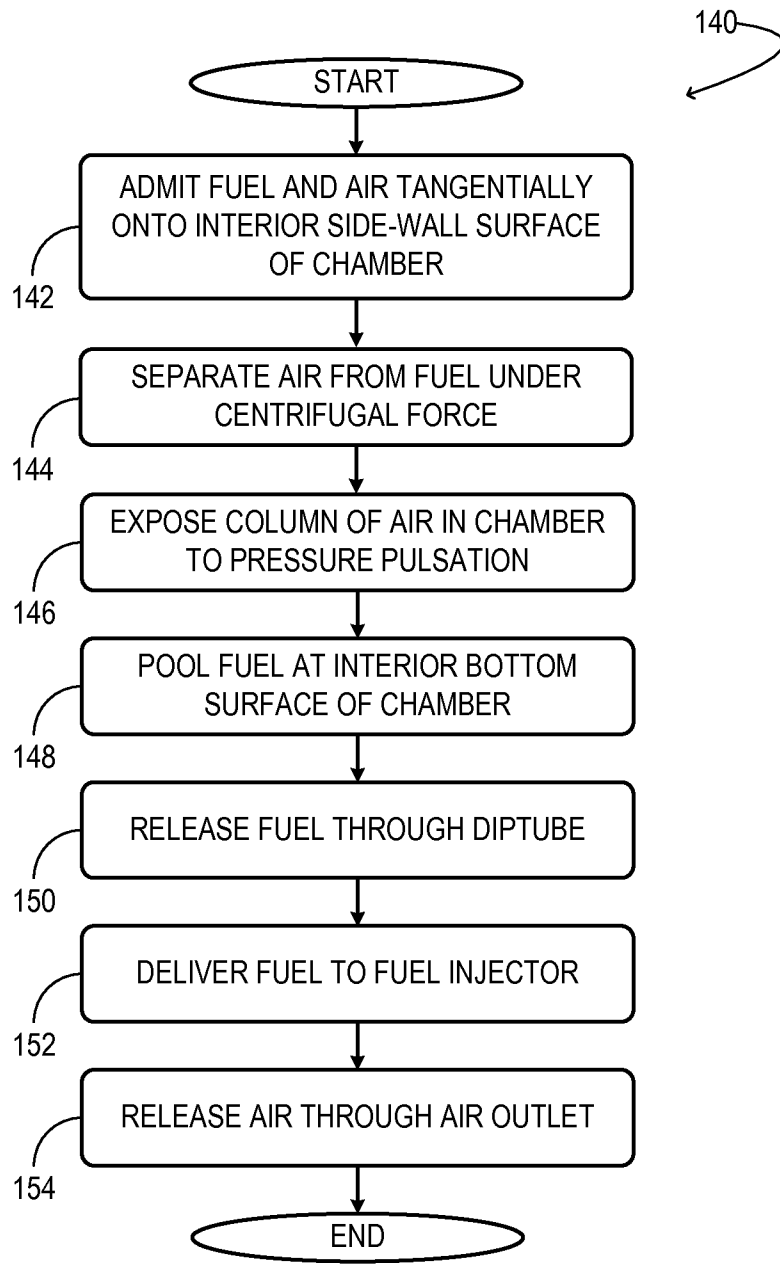 140
START
ADMIT FUEL AND AIR TANGENTIALLY
ONTO INTERIOR SIDE-WALL SURFACE
OF CHAMBER
142
SEPARATE AIR FROM FUEL UNDER
CENTRIFUGAL FORCE
144
EXPOSE COLUMN OF AIR IN CHAMBER
TO PRESSURE PULSATION
146
POOL FUEL AT INTERIOR BOTTOM
SURFACE OF CHAMBER
148
RELEASE FUEL THROUGH DIPTUBE
150
DELIVER FUEL TO FUEL INJECTOR
152
RELEASE AIR THROUGH AIR OUTLET
154
END